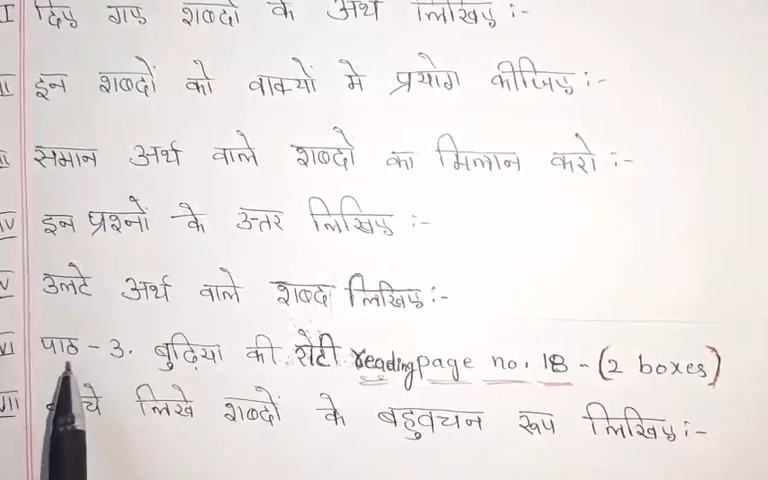 I दिए गए शब्दों के अर्थ लिखिए :-
II इन शब्दों को वाक्यों मे प्रयोग कीजिए :-
III समान अर्थ वाले शब्दों का मिलान करो :-
IV इन प्रश्नों के उत्तर लिखिए :-
V उलटे अर्थ वाले शब्द लिखिए :-
VI पाठ - 3. बुढ़िया की रोटी reading page no. 18 - (2 boxes)
VII लिखे शब्दों के बहुवचन रूप लिखिए :-